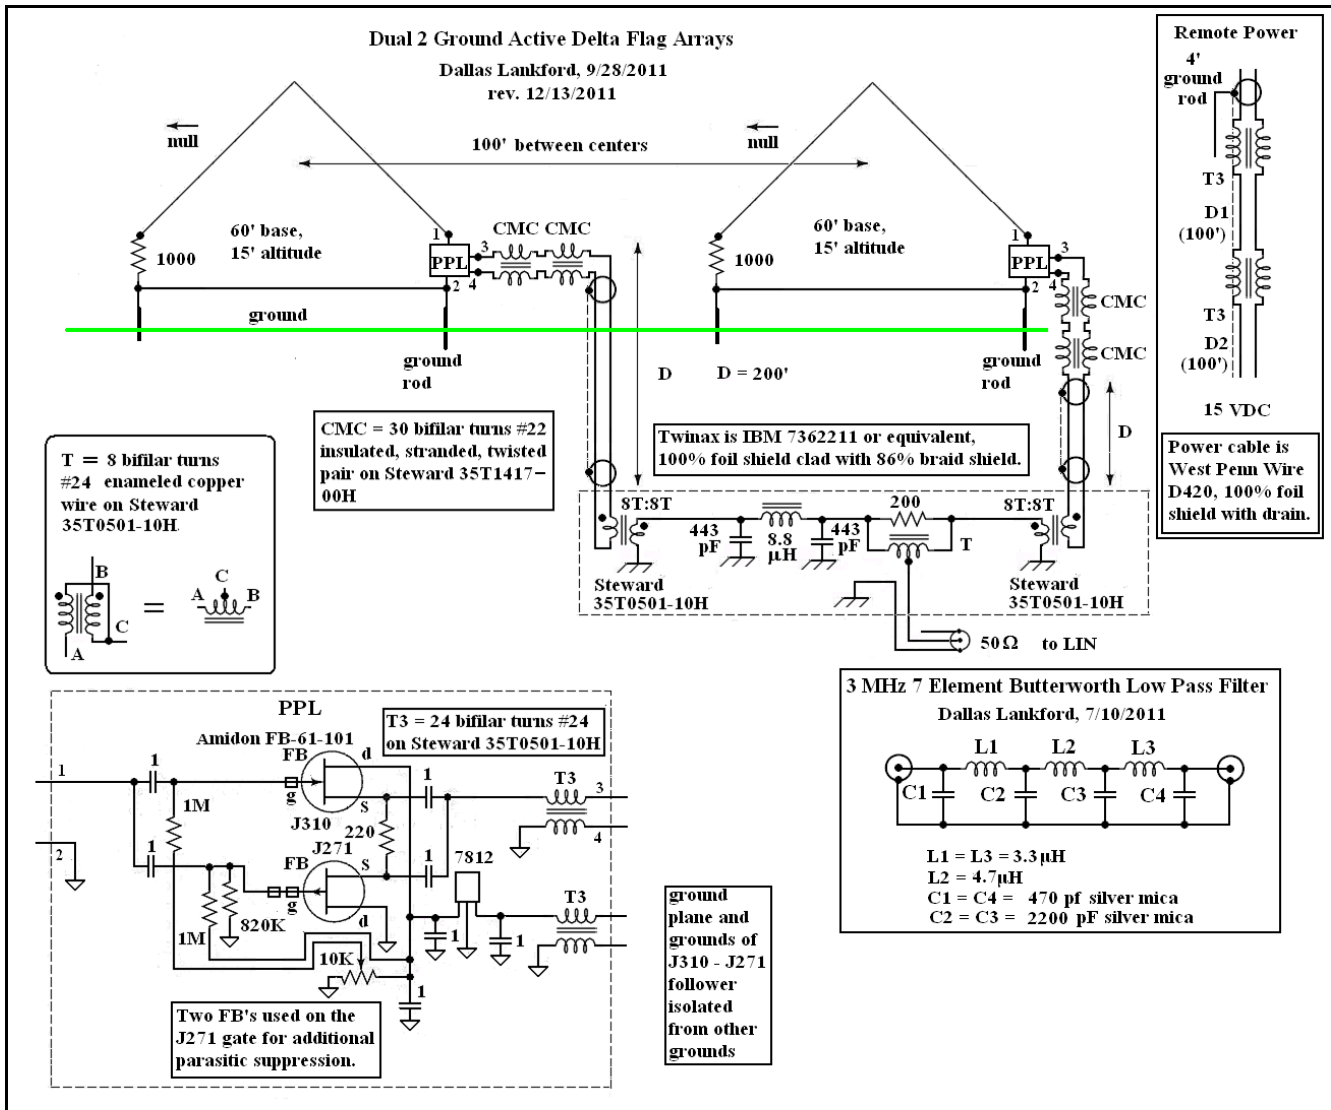 Dual 2 Ground Active Delta Flag Arrays
Dallas Lankford, 9/28/2011
rev. 12/13/2011
null
100' between centers
null
60' base,
15' altitude
1000
1
PPL
2
3
4
CMC CMC
ground
ground
rod
60' base,
15' altitude
1000
1
PPL
2
3
4
CMC
CMC
ground
rod
D
D = 200'
D
Remote Power
4'
ground
rod
T3
D1
(100')
T3
D2
(100')
15 VDC
Power cable is
West Penn Wire
D420, 100% foil
shield with drain.
CMC = 30 bifilar turns #22
insulated, stranded, twisted
pair on Steward 35T1417-
00H
Twinax is IBM 7362211 or equivalent,
100% foil shield clad with 86% braid shield.
T = 8 bifilar turns
#24 enameled copper
wire on Steward
35T0501-10H.
B
C
A
=
A
C
B
8T:8T
443
pF
8.8
µH
443
pF
200
T
8T:8T
Steward
35T0501-10H
Steward
35T0501-10H
50Ω to LIN
PPL
T3 = 24 bifilar turns #24
on Steward 35T0501-10H
Amidon FB-61-101
FB
d
1
1
g
s
1M
J310
220
1
T3
3
4
2
1
J271
FB
s
g
d
1
7812
1M
820K
10K
1
1
T3
1
Two FB's used on the
J271 gate for additional
parasitic suppression.
ground
plane and
grounds of
J310 - J271
follower
isolated
from other
grounds
3 MHz 7 Element Butterworth Low Pass Filter
Dallas Lankford, 7/10/2011
L1
L2
L3
C1
C2
C3
C4
L1 = L3 = 3.3µH
L2 = 4.7µH
C1 = C4 = 470 pf silver mica
C2 = C3 = 2200 pF silver mica